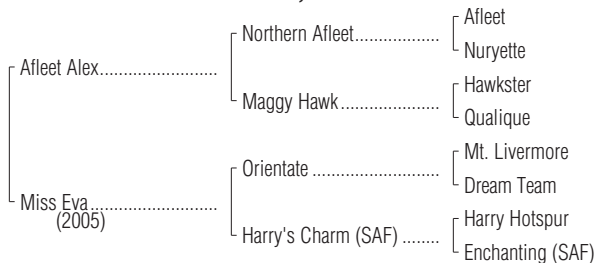 Afleet
Northern Afleet..................
Nuryette
Afleet Alex.........................
Hawkster
Maggy Hawk.....................
Qualique
Mt. Livermore
Orientate ...........................
Dream Team
Miss Eva...........................
(2005)
Harry Hotspur
Harry's Charm (SAF) ........
Enchanting (SAF)